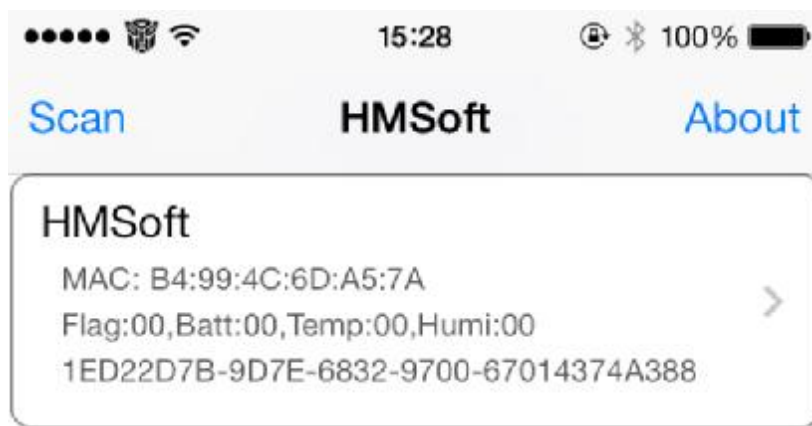 15:28 100%
Scan HMSoft About
HMSoft
MAC: B4:99:4C:6D:A5:7A
Flag:00,Batt:00,Temp:00,Humi:00
1ED22D7B-9D7E-6832-9700-67014374A388